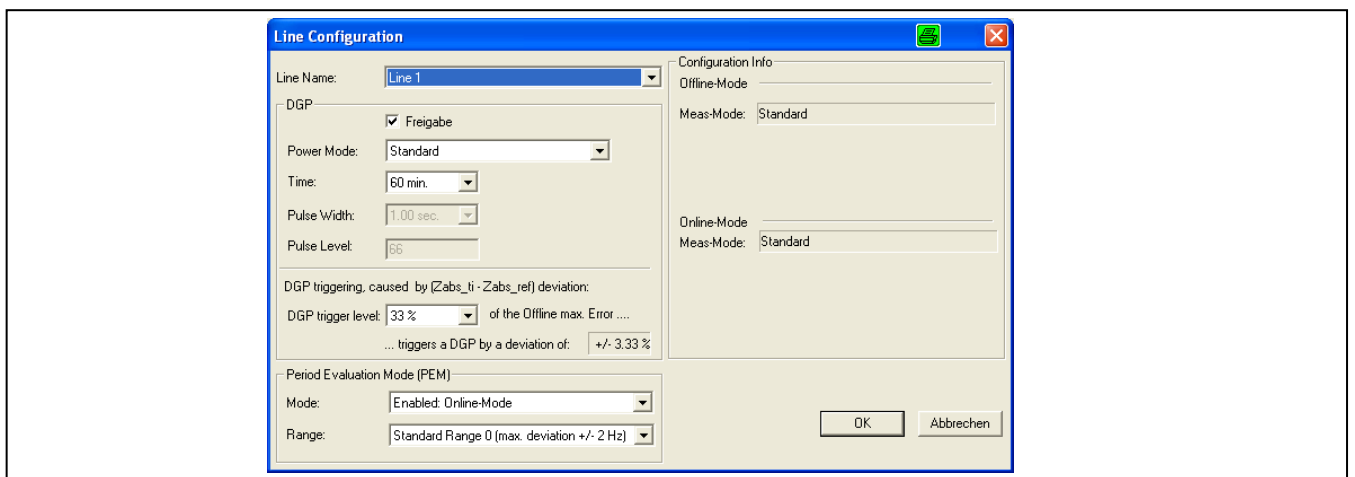 Line Configuration
Line Name: Line 1
DGP
Freigabe
Power Mode: Standard
Time: 60 min.
Pulse Width: 1.00 sec.
Pulse Level: 66
DGP triggering, caused by (Zabs_ti - Zabs_ref) deviation:
DGP trigger level: 33 % of the Offline max. Error ....
... triggers a DGP by a deviation of: +/- 3.33 %
Period Evaluation Mode (PEM)
Mode: Enabled: Online-Mode
Range: Standard Range 0 (max. deviation +/- 2 Hz)
Configuration Info
Offline-Mode
Meas-Mode: Standard
Online-Mode
Meas-Mode: Standard
OK Abbrechen